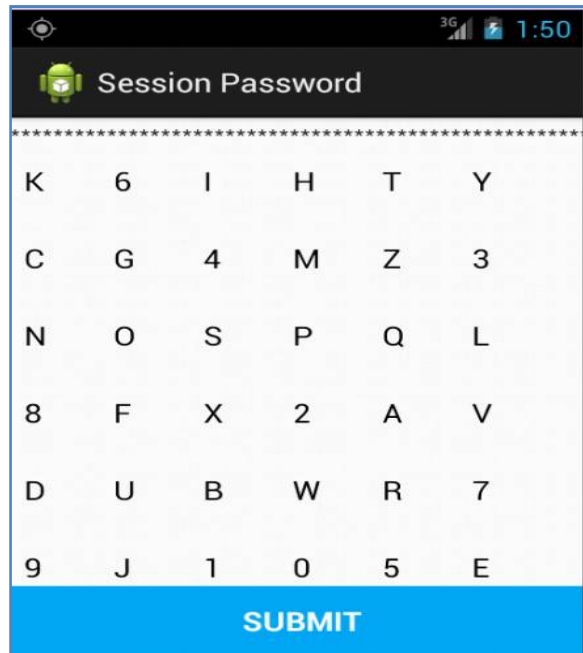 3G 1:50
Session Password
******************************************************
K 6 I H T Y
C G 4 M Z 3
N O S P Q L
8 F X 2 A V
D U B W R 7
9 J 1 0 5 E
SUBMIT